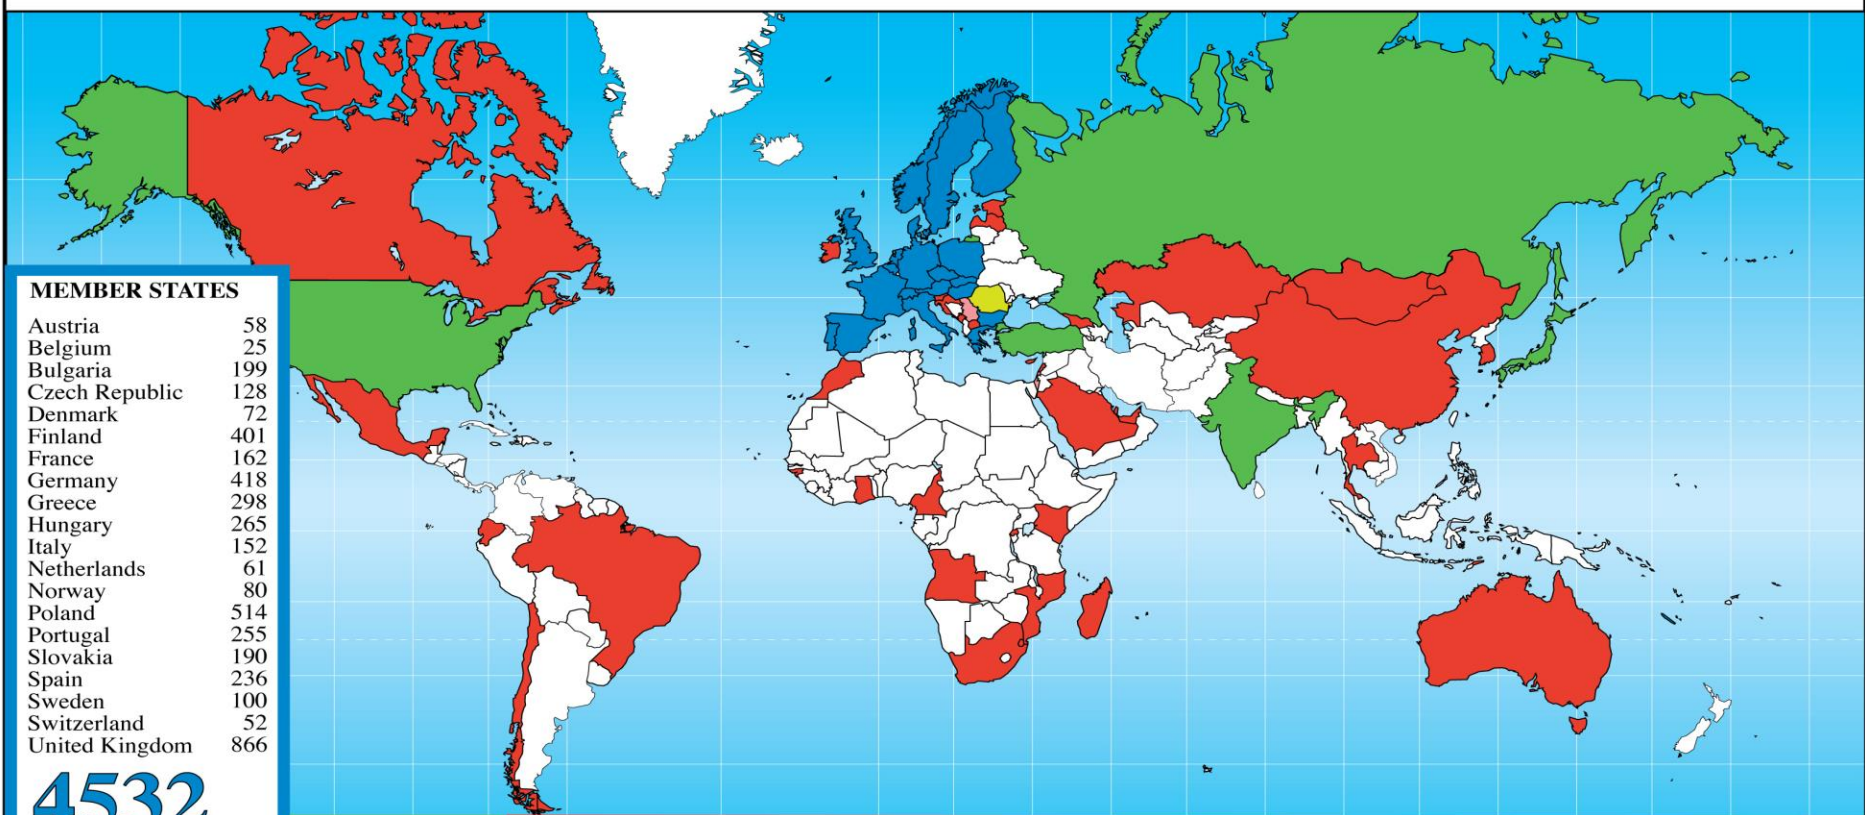 MEMBER STATES
Austria 58
Belgium 25
Bulgaria 199
Czech Republic 128
Denmark 72
Finland 401
France 162
Germany 418
Greece 298
Hungary 265
Italy 152
Netherlands 61
Norway 80
Poland 514
Portugal 255
Slovakia 190
Spain 236
Sweden 100
Switzerland 52
United Kingdom 866
4532